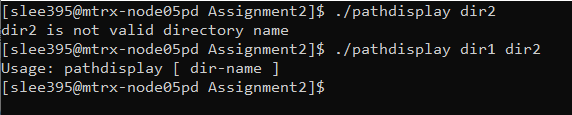 [slee395@mtrx-node05pd Assignment2]$ ./pathdisplay dir2
dir2 is not valid directory name
[slee395@mtrx-node05pd Assignment2]$ ./pathdisplay dir1 dir2
Usage: pathdisplay [ dir-name ]
[slee395@mtrx-node05pd Assignment2]$